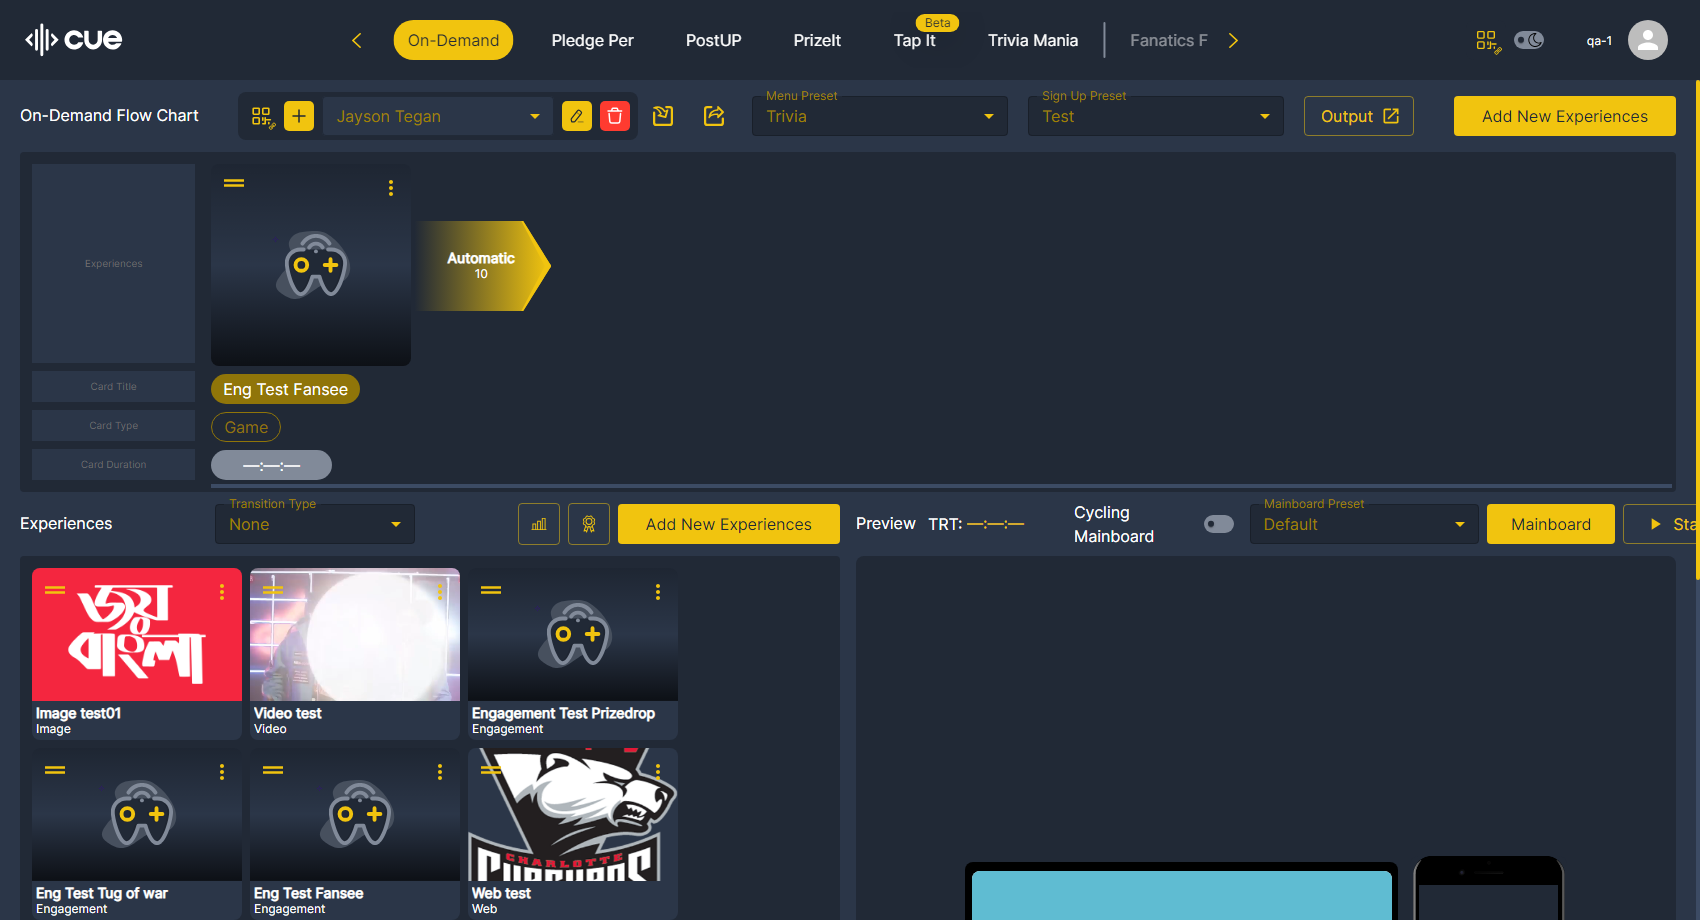 cue
On-Demand
Pledge Per
PostUP
PrizeIt
Beta
Tap It
Trivia Mania
Fanatics F
qa-1
On-Demand Flow Chart
Jayson Tegan
Menu Preset
Trivia
Sign Up Preset
Test
Output
Add New Experiences
Experiences
Automatic
10
Card Title
Eng Test Fansee
Card Type
Game
Card Duration
—:—:—
Experiences
Transition Type
None
Add New Experiences
Preview
TRT: —:—:—
Cycling
Mainboard
Mainboard Preset
Default
Mainboard
Sta
জয়
বাংলা
Image test01
Image
Video test
Video
Engagement Test Prizedrop
Engagement
Eng Test Tug of war
Engagement
Eng Test Fansee
Engagement
CHARLOTTE
Web test
Web